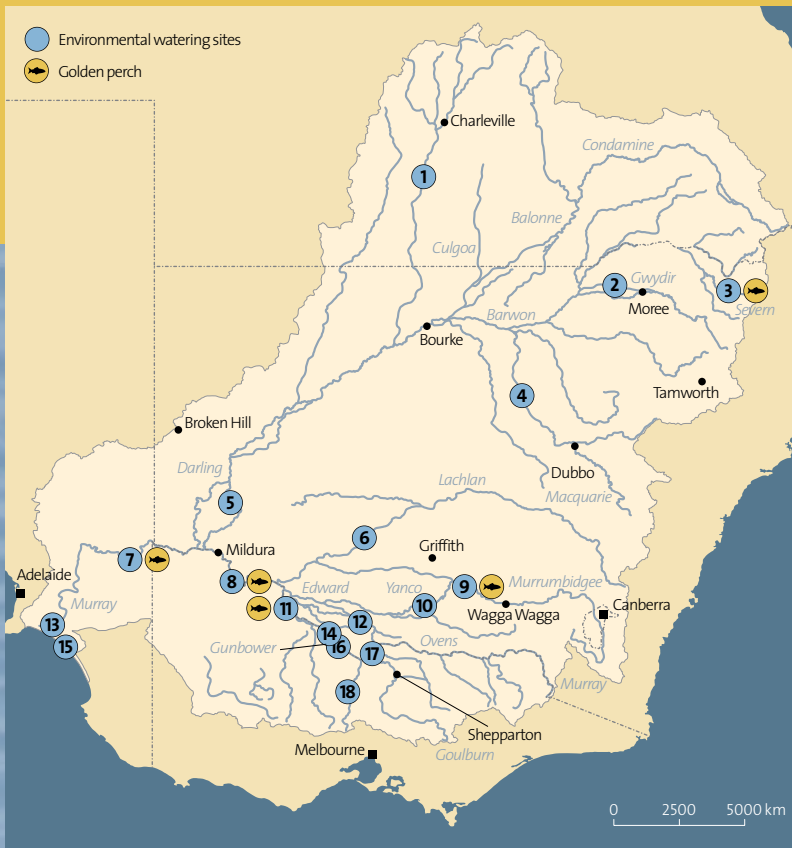 Environmental watering sites
Golden perch
Charleville
Condamine
1
Balonne
Culgoa
2
Gwydir
3
Moree
Severn
Barwon
Bourke
Tamworth
4
Broken Hill
Dubbo
Darling
Lachlan
Macquarie
5
6
Griffith
Mildura
7
8
Adelaide
Edward
Yanco
9
Murrumbidgee
Murray
11
10
Wagga Wagga
Canberra
13
12
14
Ovens
15
Gunbower
16
17
Murray
18
Shepparton
Melbourne
Goulburn
0 2500 5000 km